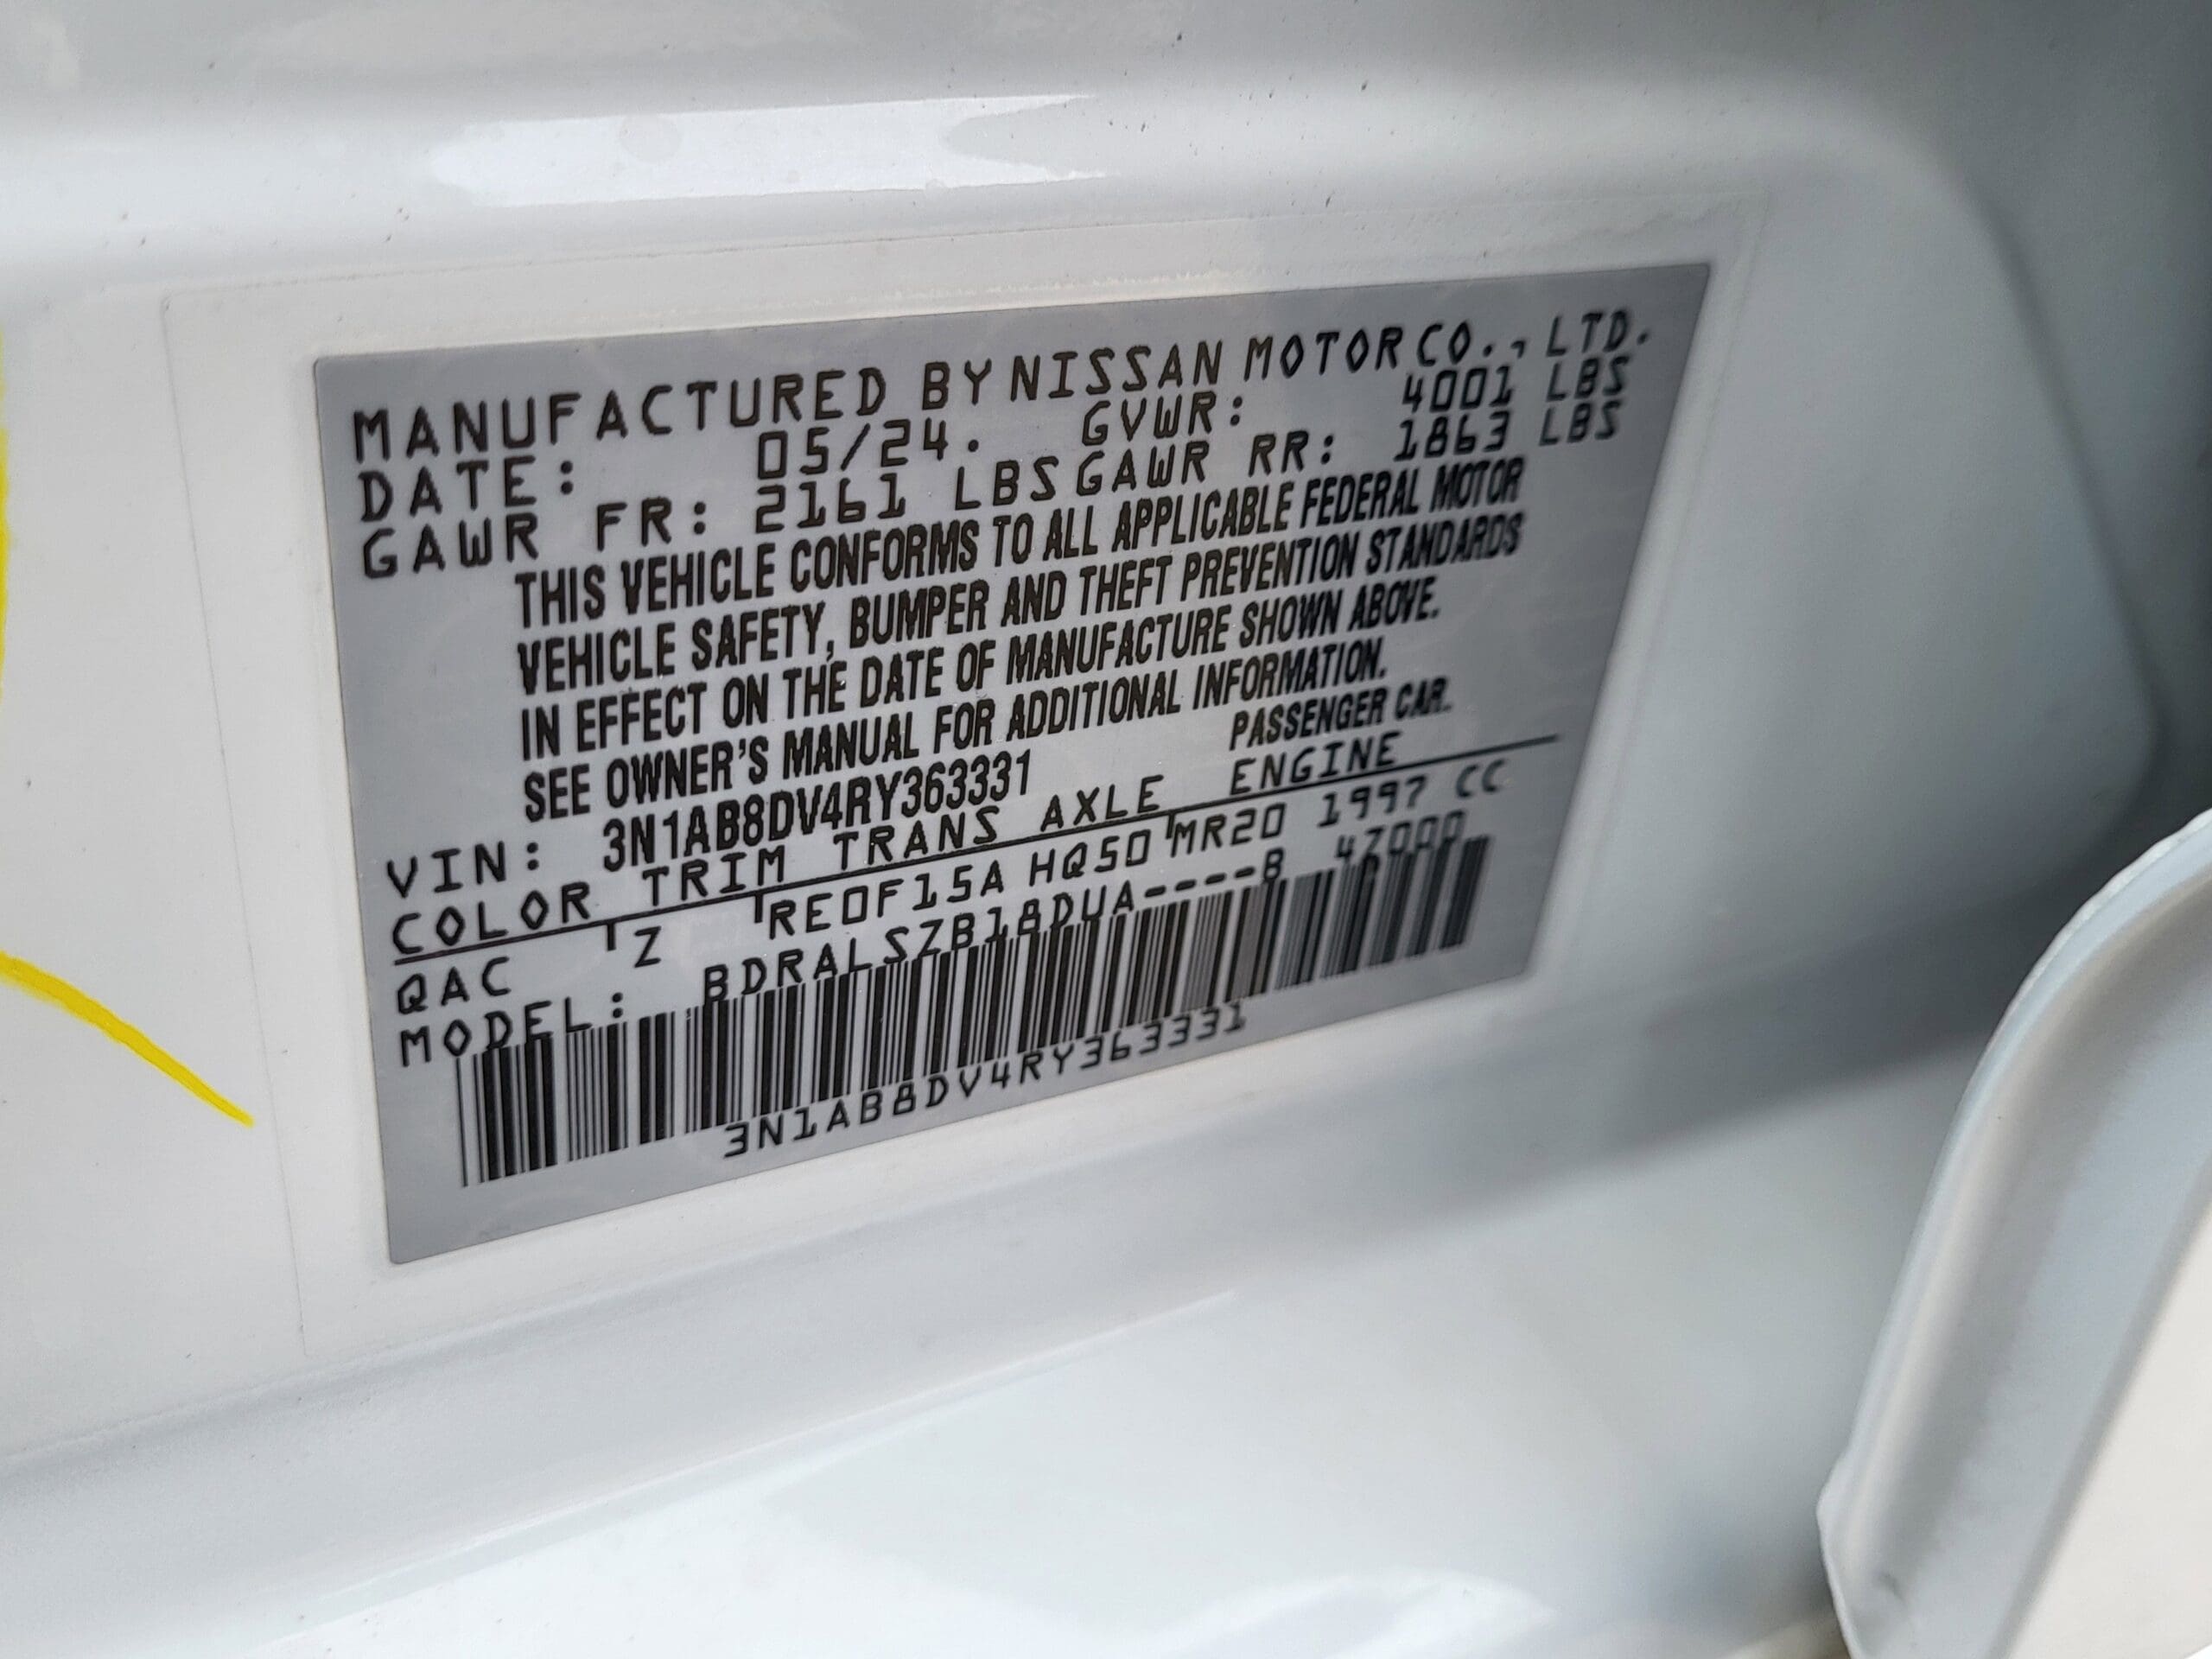 MANUFACTURED BY NISSAN MOTOR CO., LTD.
DATE: 05/24. GVWR: 4001 LBS
GAWR FR: 2161 LBS GAWR RR: 1863 LBS
THIS VEHICLE CONFORMS TO ALL APPLICABLE FEDERAL MOTOR
VEHICLE SAFETY, BUMPER AND THEFT PREVENTION STANDARDS
IN EFFECT ON THE DATE OF MANUFACTURE SHOWN ABOVE.
SEE OWNER'S MANUAL FOR ADDITIONAL INFORMATION.
PASSENGER CAR.
VIN: 3N1AB8DV4RY363331
COLOR TRIM TRANS AXLE ENGINE
QAC Z RE0F15A HQ50 MR20 1997 CC
MODEL: BDRALSZB18DUA----B 4Z000
3N1AB8DV4RY363331